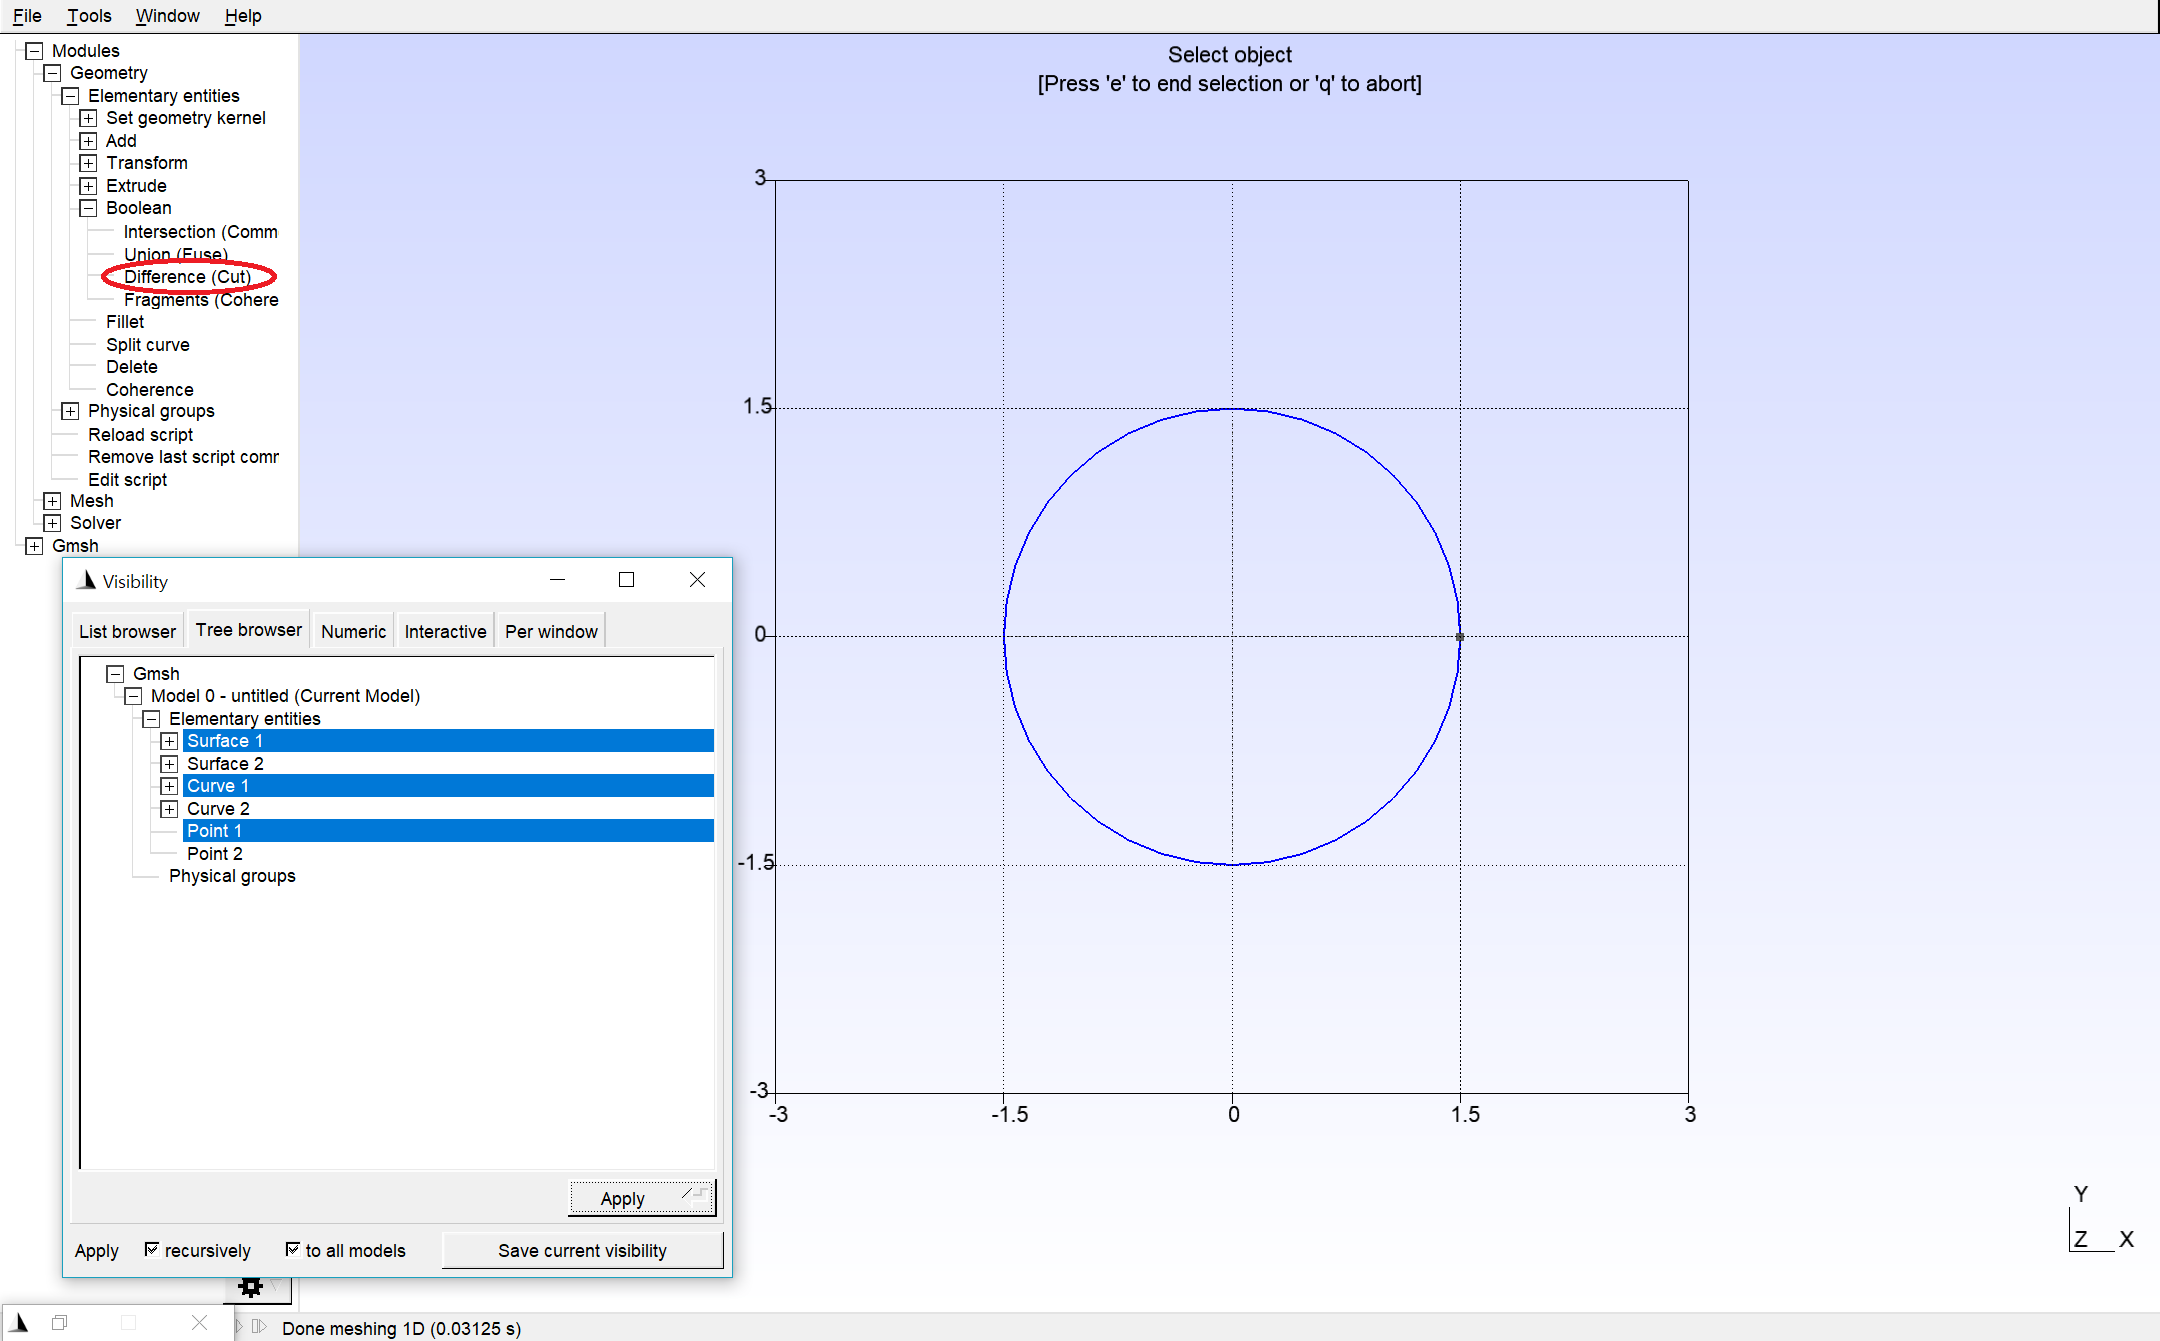 File Tools Window Help
Modules
Geometry
Elementary entities
Set geometry kernel
Add
Transform
Extrude
Boolean
Intersection (Comm
Union (Fuse)
Difference (Cut)
Fragments (Cohere
Fillet
Split curve
Delete
Coherence
Physical groups
Reload script
Remove last script comr
Edit script
Mesh
Solver
Gmsh
Select object
[Press 'e' to end selection or 'q' to abort]
3
1.5
0
-1.5
-3
-3 -1.5 0 1.5 3
Y
Z X
Visibility
List browser Tree browser Numeric Interactive Per window
Gmsh
Model 0 - untitled (Current Model)
Elementary entities
Surface 1
Surface 2
Curve 1
Curve 2
Point 1
Point 2
Physical groups
Apply
Apply recursively to all models Save current visibility
Done meshing 1D (0.03125 s)